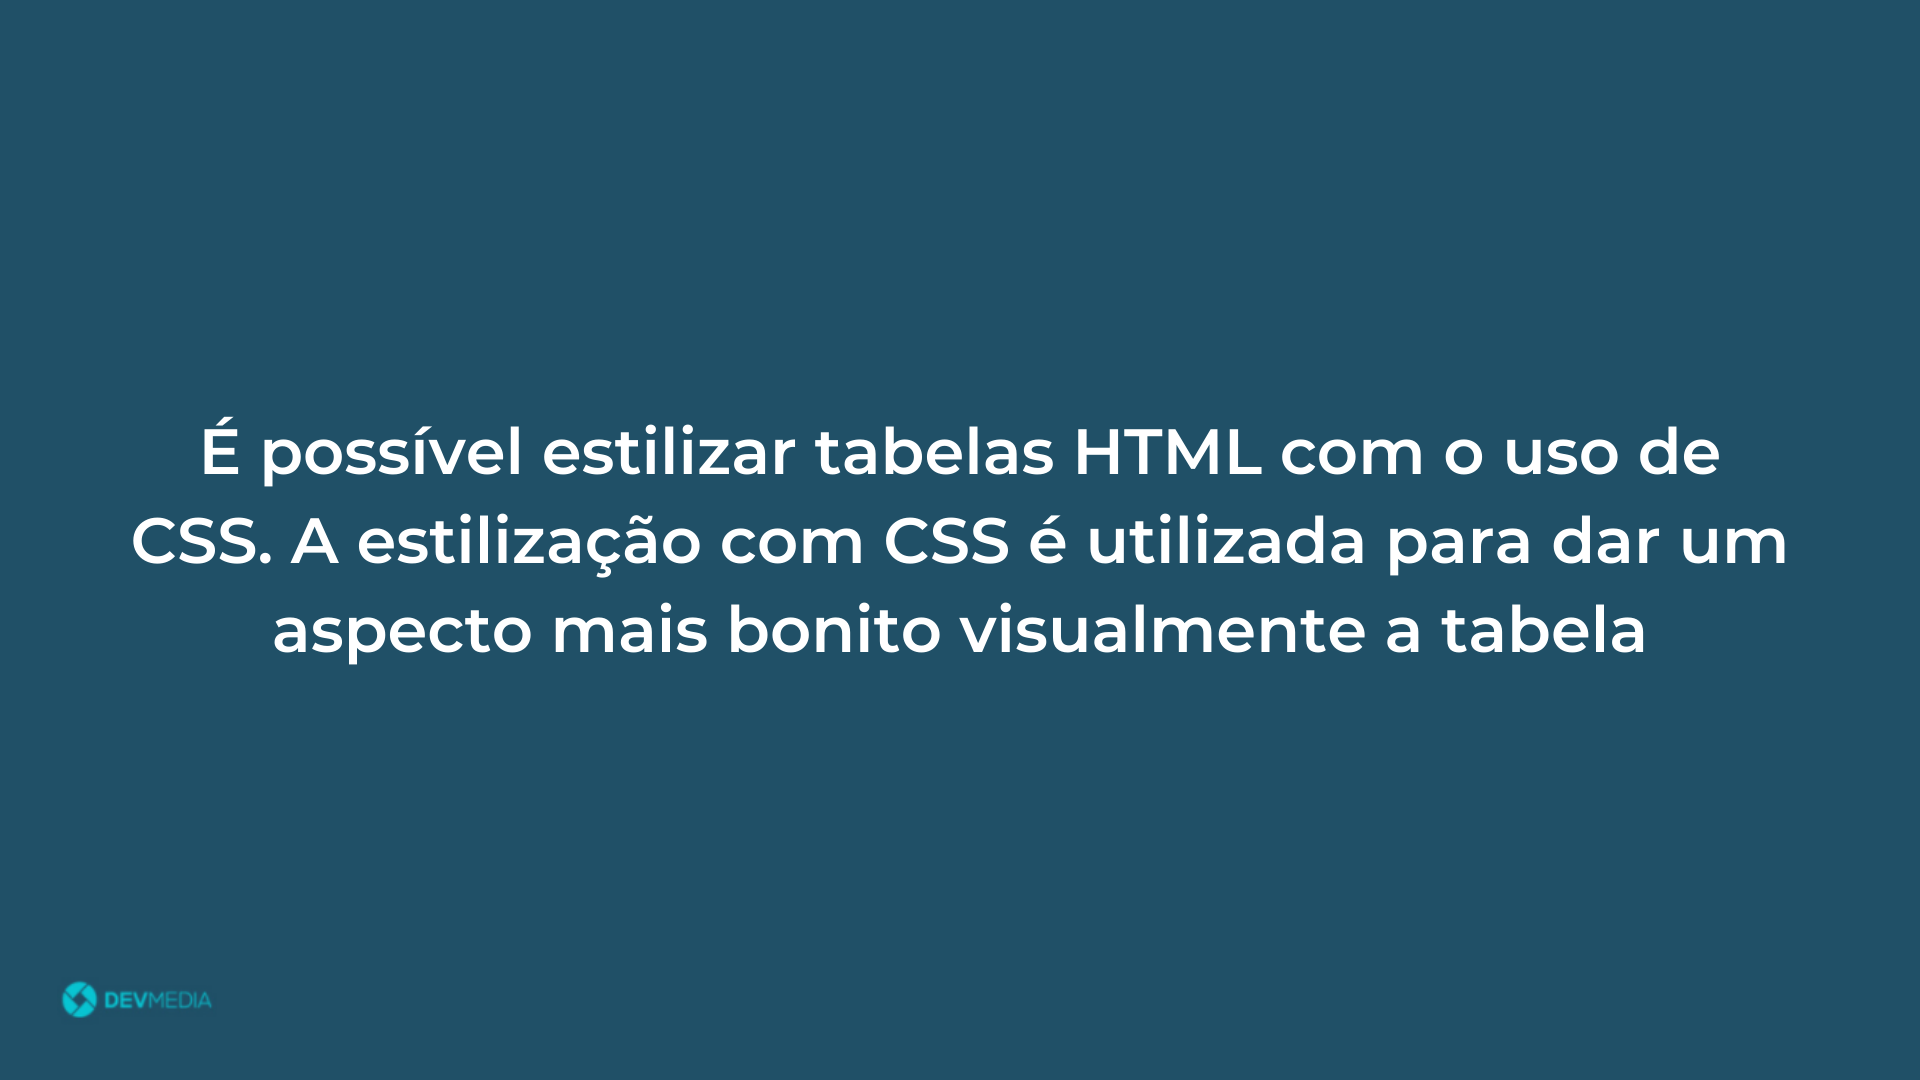 É possível estilizar tabelas HTML com o uso de
CSS. A estilização com CSS é utilizada para dar um
aspecto mais bonito visualmente a tabela
DEVMEDIA